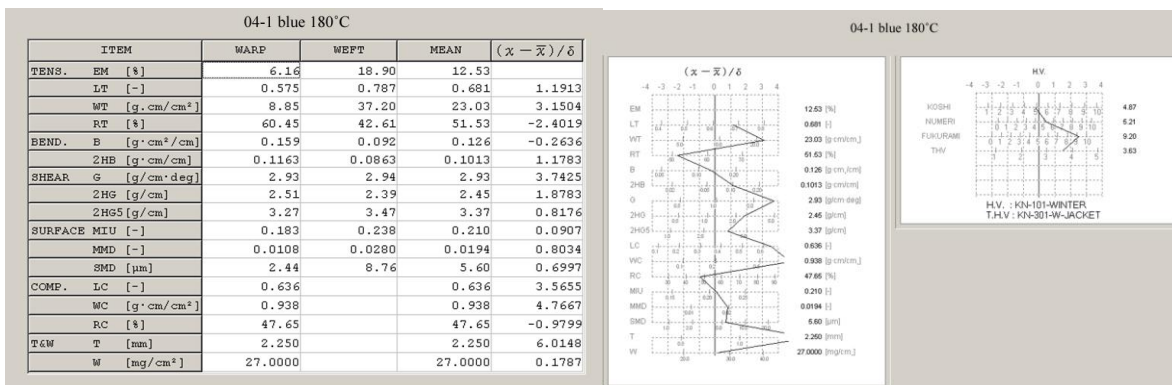 04-1 blue 180˚C
ITEM WARP WEFT MEAN (x − x̄)/δ
TENS. EM [%] 6.16 18.90 12.53
LT [-] 0.575 0.787 0.681 1.1913
WT [g.cm/cm²] 8.85 37.20 23.03 3.1504
RT [%] 60.45 42.61 51.53 -2.4019
BEND. B [g·cm²/cm] 0.159 0.092 0.126 -0.2636
2HB [g·cm/cm] 0.1163 0.0863 0.1013 1.1783
SHEAR G [g/cm·deg] 2.93 2.94 2.93 3.7425
2HG [g/cm] 2.51 2.39 2.45 1.8783
2HG5 [g/cm] 3.27 3.47 3.37 0.8176
SURFACE MIU [-] 0.183 0.238 0.210 0.0907
MMD [-] 0.0108 0.0280 0.0194 0.8034
SMD [µm] 2.44 8.76 5.60 0.6997
COMP. LC [-] 0.636 0.636 3.5655
WC [g·cm/cm²] 0.938 0.938 4.7667
RC [%] 47.65 47.65 -0.9799
T&W T [mm] 2.250 2.250 6.0148
W [mg/cm²] 27.0000 27.0000 0.1787
04-1 blue 180˚C
(x − x̄)/δ
-4 -3 -2 -1 0 1 2 3 4
EM 12.53 [%]
LT 0.681 [-]
WT 23.03 [g·cm/cm,]
RT 51.53 [%]
B 0.126 [g·cm,/cm]
2HB 0.1013 [g·cm/cm]
G 2.93 [g/cm deg]
2HG 2.45 [g/cm]
2HG5 3.37 [g/cm]
LC 0.636 [-]
WC 0.938 [g·cm/cm,]
RC 47.65 [%]
MIU 0.210 [-]
MMD 0.0194 [-]
SMD 5.60 [µm]
T 2.250 [mm]
W 27.0000 [mg/cm,]
H.V.
-4 -3 -2 -1 0 1 2 3 4
KOSHI 4.87
NUMERI 5.21
FUKURAMI 9.20
THV 3.63
H.V. : KN-101-WINTER
T.H.V : KN-301-W-JACKET